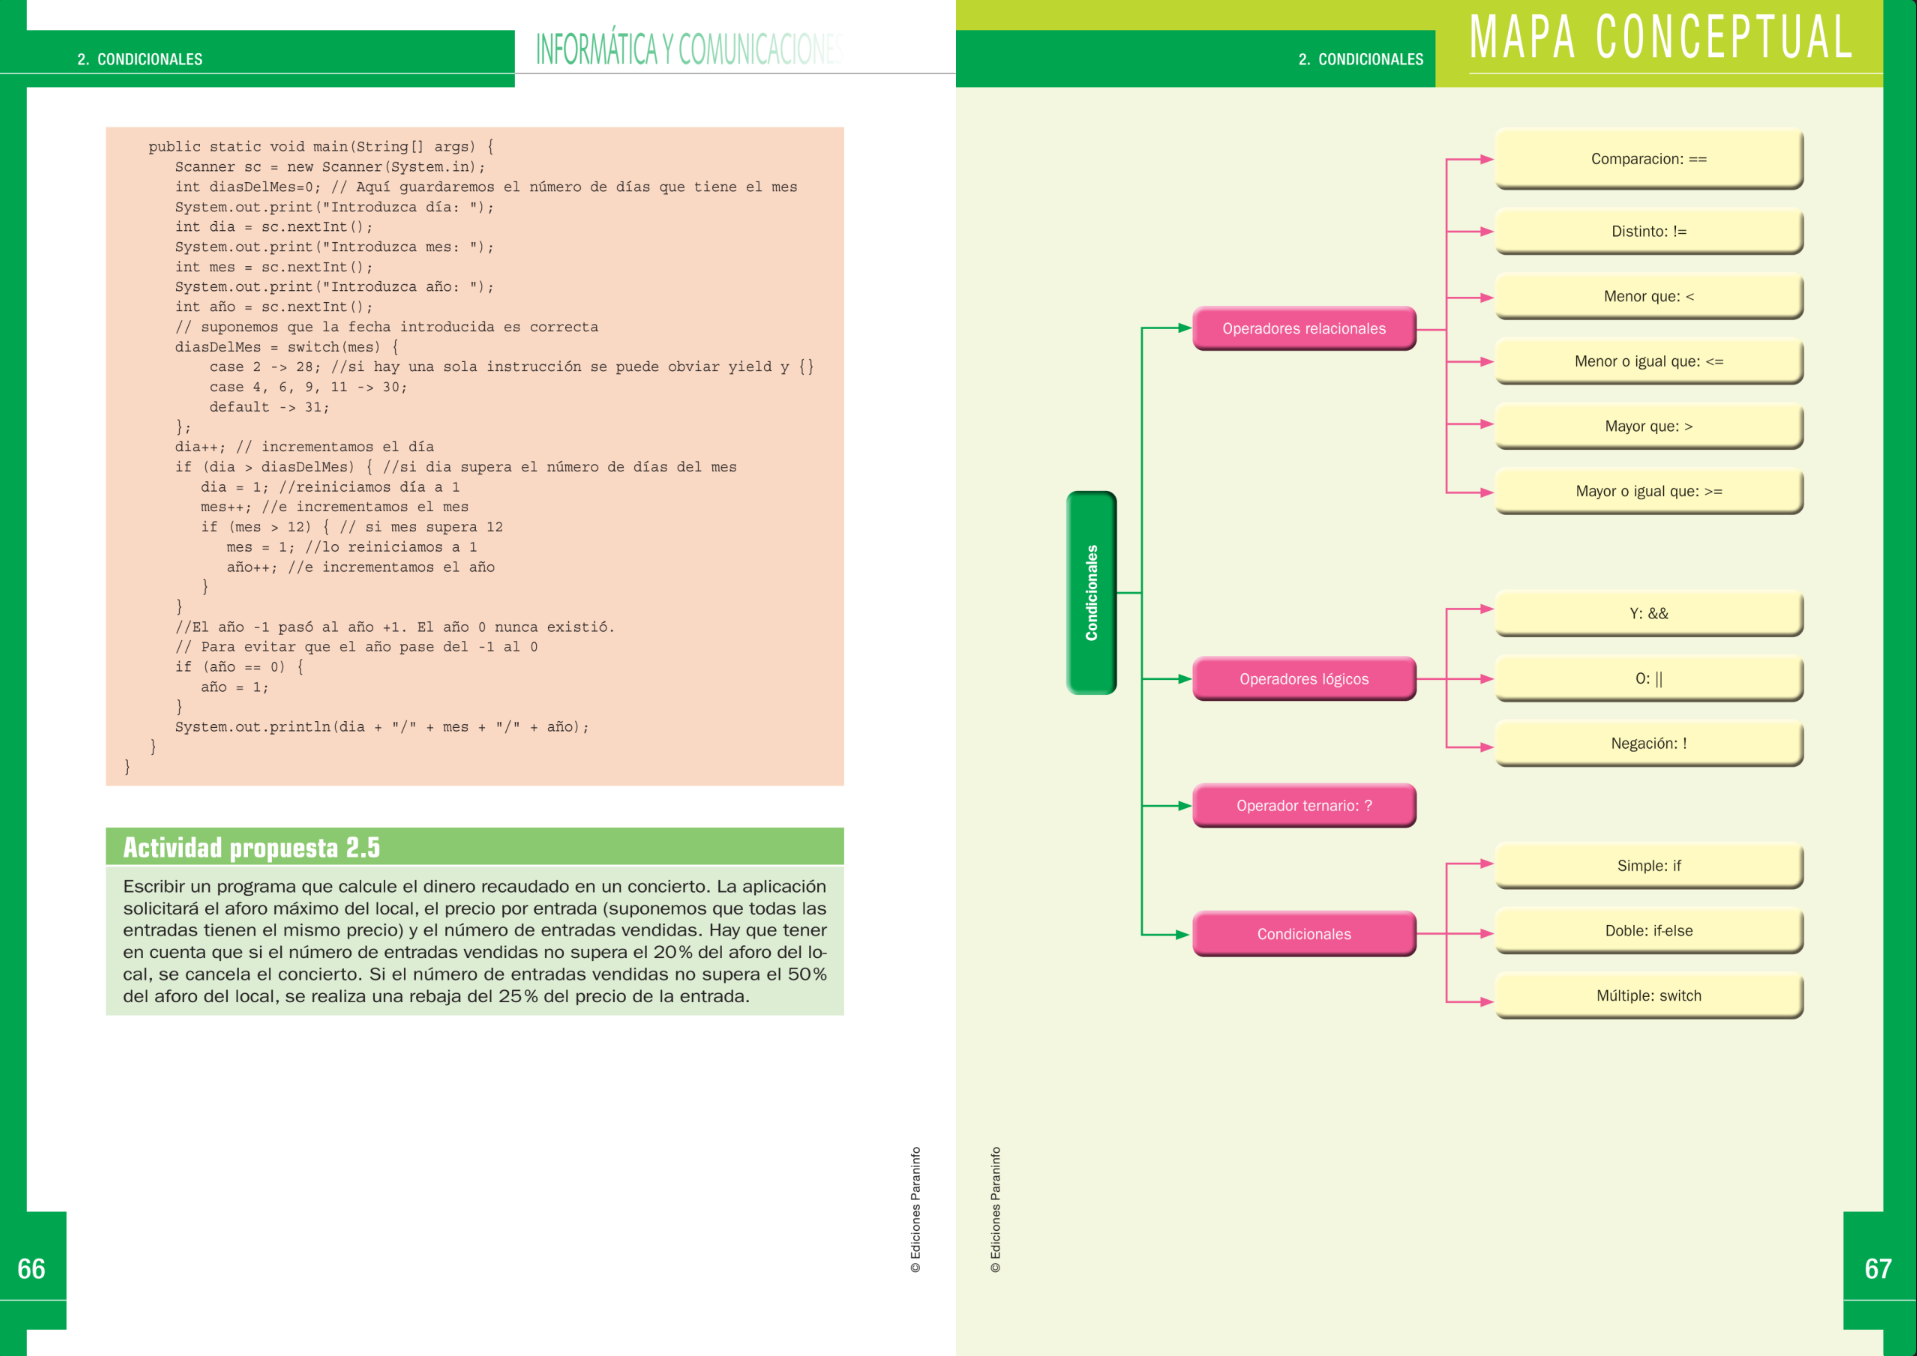 2. CONDICIONALES
INFORMÁTICA Y COMUNICACIONES
public static void main(String[] args) {
Scanner sc = new Scanner(System.in);
int diasDelMes=0; // Aquí guardaremos el número de días que tiene el mes
System.out.print("Introduzca día: ");
int dia = sc.nextInt();
System.out.print("Introduzca mes: ");
int mes = sc.nextInt();
System.out.print("Introduzca año: ");
int año = sc.nextInt();
// suponemos que la fecha introducida es correcta
diasDelMes = switch(mes) {
case 2 -> 28; //si hay una sola instrucción se puede obviar yield y {}
case 4, 6, 9, 11 -> 30;
default -> 31;
};
dia++; // incrementamos el día
if (dia > diasDelMes) { //si dia supera el número de días del mes
dia = 1; //reiniciamos día a 1
mes++; //e incrementamos el mes
if (mes > 12) { // si mes supera 12
mes = 1; //lo reiniciamos a 1
año++; //e incrementamos el año
}
}
//El año -1 pasó al año +1. El año 0 nunca existió.
// Para evitar que el año pase del -1 al 0
if (año == 0) {
año = 1;
}
System.out.println(dia + "/" + mes + "/" + año);
}
}
Actividad propuesta 2.5
Escribir un programa que calcule el dinero recaudado en un concierto. La aplicación
solicitará el aforo máximo del local, el precio por entrada (suponemos que todas las
entradas tienen el mismo precio) y el número de entradas vendidas. Hay que tener
en cuenta que si el número de entradas vendidas no supera el 20% del aforo del lo-
cal, se cancela el concierto. Si el número de entradas vendidas no supera el 50%
del aforo del local, se realiza una rebaja del 25% del precio de la entrada.
© Ediciones Paraninfo
66
2. CONDICIONALES
MAPA CONCEPTUAL
Condicionales
Operadores relacionales
Comparacion: ==
Distinto: !=
Menor que: <
Menor o igual que: <=
Mayor que: >
Mayor o igual que: >=
Operadores lógicos
Y: &&
O: ||
Negación: !
Operador ternario: ?
Condicionales
Simple: if
Doble: if-else
Múltiple: switch
© Ediciones Paraninfo
67